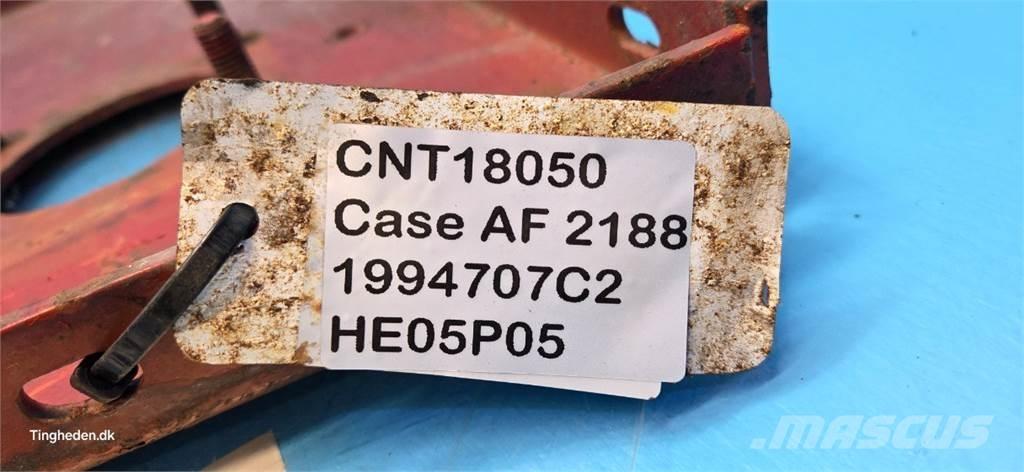 CNT18050
Case AF 2188
1994707C2
HE05P05
Tingheden.dk
MASCUS